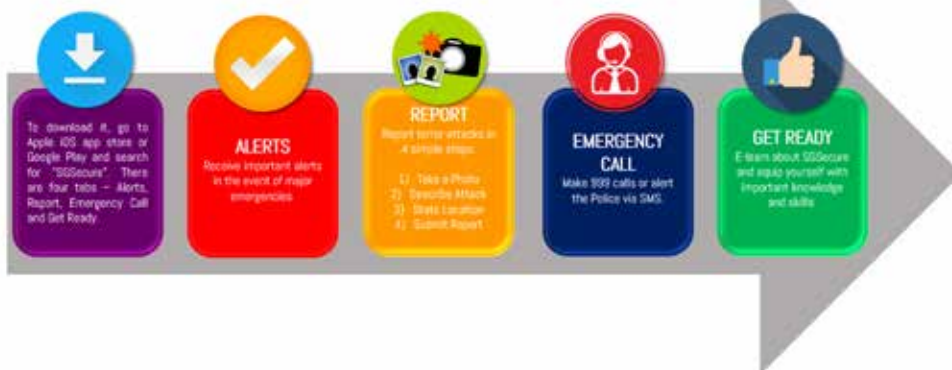 To download it, go to
Apple iOS app store or
Google Play and search
for "SGSecure". There
are four tabs – Alerts,
Report, Emergency Call
and Get Ready
ALERTS
Receive important alerts
in the event of major
emergencies
REPORT
Report terror attacks in
4 simple steps:
1) Take a Photo
2) Describe Attack
3) State Location
4) Submit Report
EMERGENCY
CALL
Make 999 calls or alert
the Police via SMS.
GET READY
E-learn about SGSecure
and equip yourself with
important knowledge
and skills